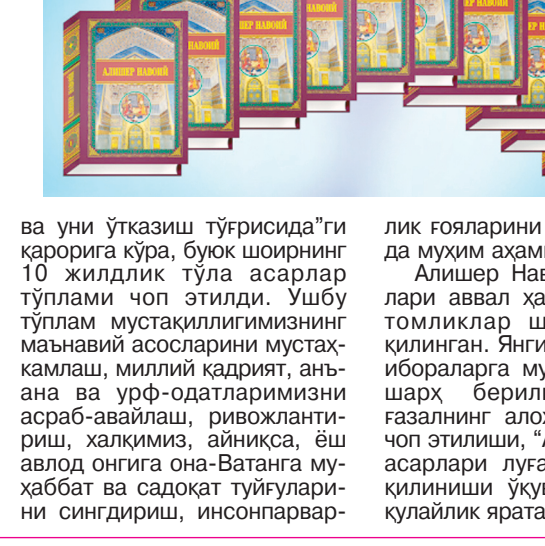 АЛИШЕР НАВОИЙ
ва уни ўтказиш тўғрисида”ги
қарорига кўра, буюк шоирнинг
10 жилдлик тўла асарлар
тўплами чоп этилди. Ушбу
тўплам мустақиллигимизнинг
маънавий асосларини мустаҳ-
камлаш, миллий қадрият, анъ-
ана ва урф-одатларимизни
асраб-авайлаш, ривожланти-
риш, халқимиз, айниқса, ёш
авлод онгига она-Ватанга му-
ҳаббат ва садоқат туйғулари-
ни сингдириш, инсонпарвар-
лик ғояларини
да муҳим аҳам
Алишер Нав
лари аввал ҳа
томликлар ш
қилинган. Янги
ибораларга му
шарҳ берил
ғазалнинг ало
чоп этилиши, “А
асарлари луға
қилиниши ўқув
қулайлик ярата